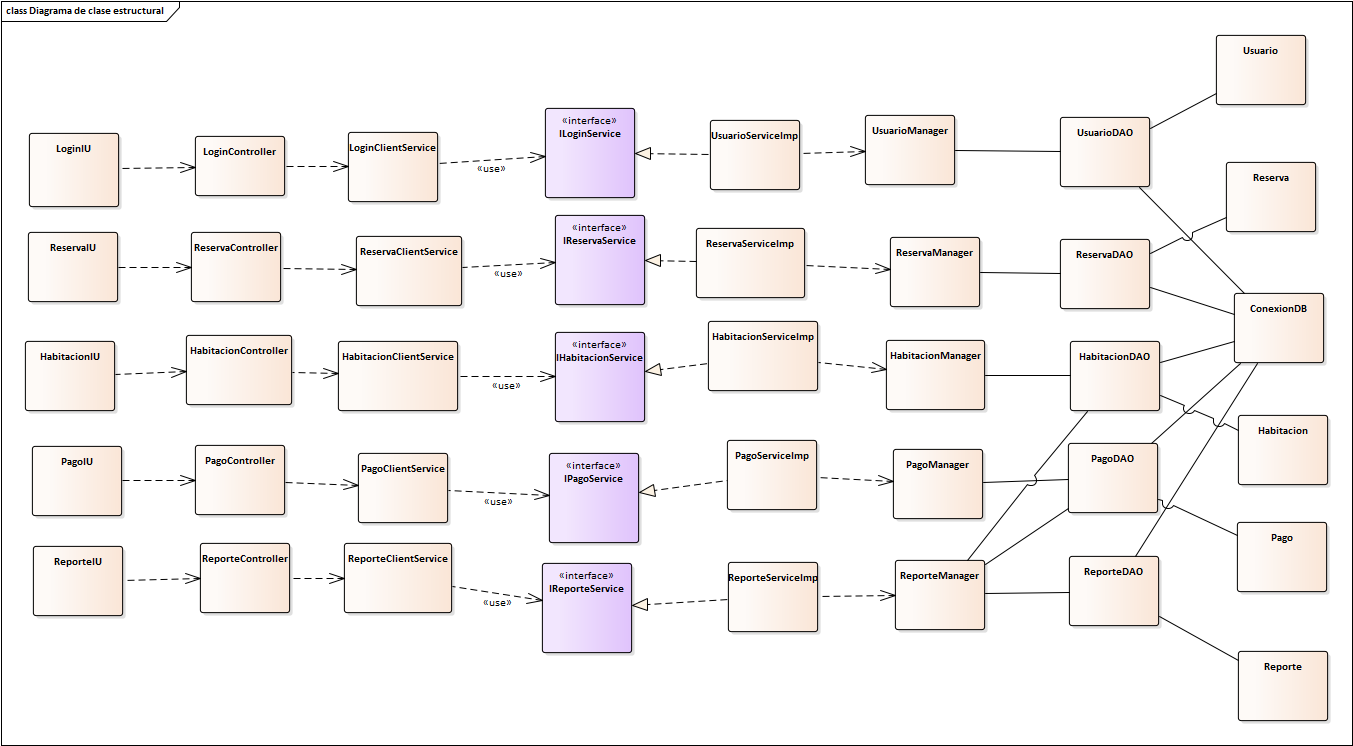 class Diagrama de clase estructural
Usuario
LoginIU
LoginController
LoginClientService
«use»
«interface»
ILoginService
UsuarioServiceImp
UsuarioManager
UsuarioDAO
Reserva
ReservaIU
ReservaController
ReservaClientService
«use»
«interface»
IReservaService
ReservaServiceImp
ReservaManager
ReservaDAO
ConexionDB
HabitacionIU
HabitacionController
HabitacionClientService
«use»
«interface»
IHabitacionService
HabitacionServiceImp
HabitacionManager
HabitacionDAO
Habitacion
PagoIU
PagoController
PagoClientService
«use»
«interface»
IPagoService
PagoServiceImp
PagoManager
PagoDAO
Pago
ReporteIU
ReporteController
ReporteClientService
«use»
«interface»
IReporteService
ReporteServiceImp
ReporteManager
ReporteDAO
Reporte